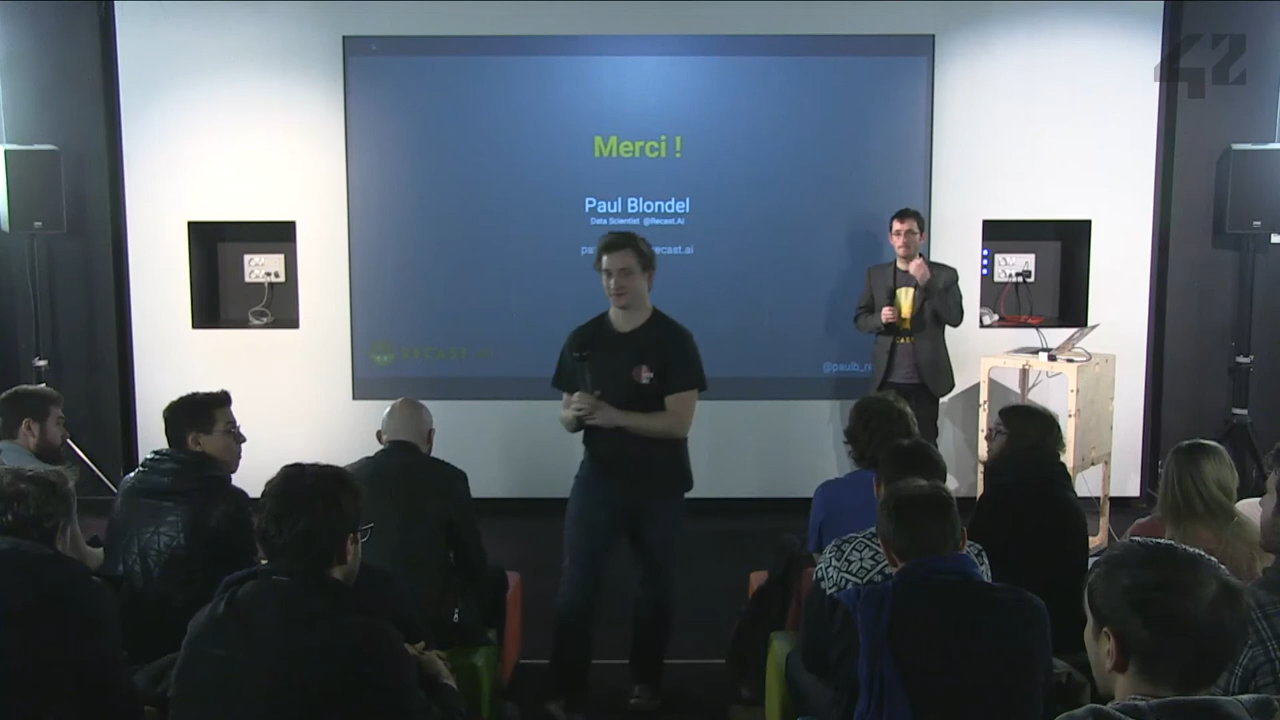 42
Merci !
Paul Blondel
Data Scientist @Recast.AI
recast.ai
RECAST AI